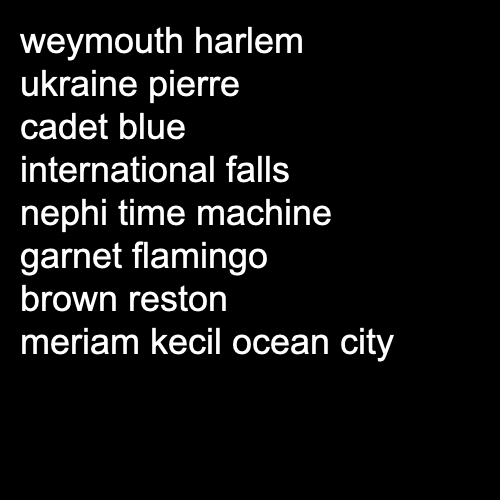 weymouth harlem
ukraine pierre
cadet blue
international falls
nephi time machine
garnet flamingo
brown reston
meriam kecil ocean city